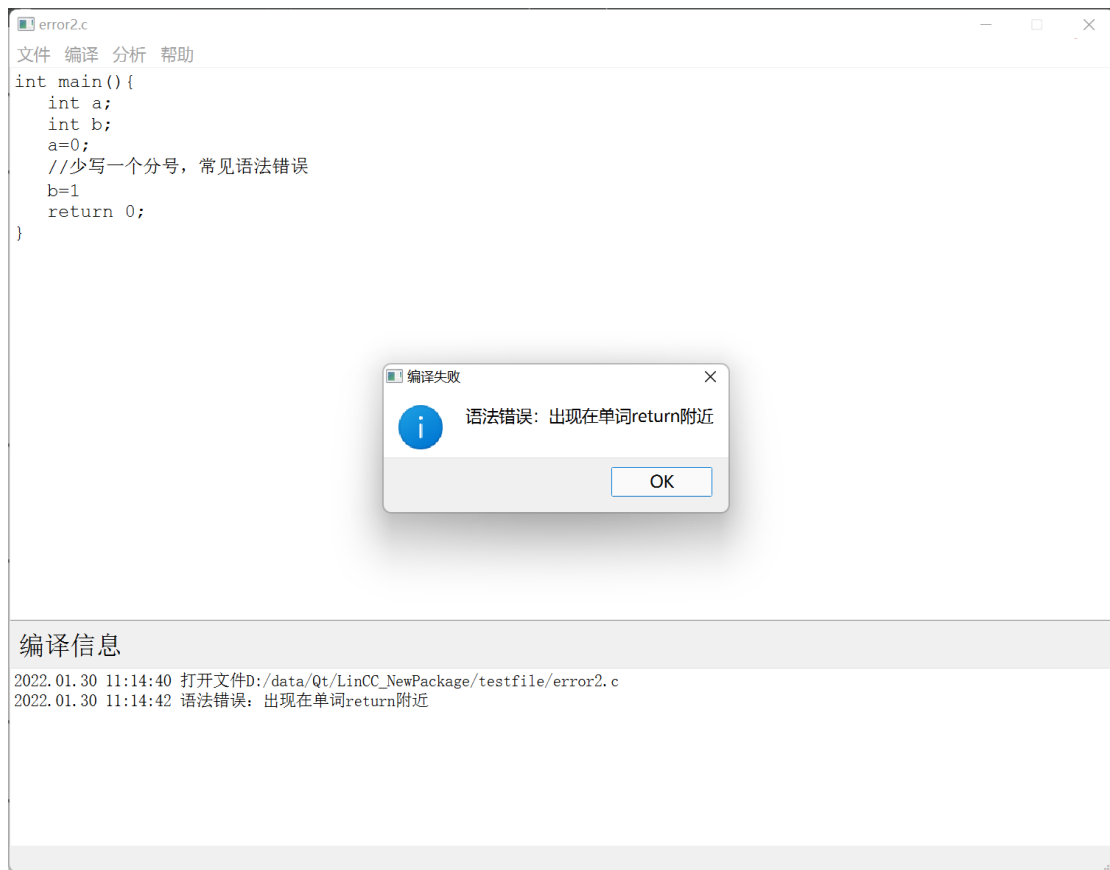 error2.c
文件 编译 分析 帮助
int main(){
int a;
int b;
a=0;
//少写一个分号，常见语法错误
b=1
return 0;
}
编译失败
语法错误：出现在单词return附近
OK
编译信息
2022.01.30 11:14:40 打开文件D:/data/Qt/LinCC_NewPackage/testfile/error2.c
2022.01.30 11:14:42 语法错误：出现在单词return附近